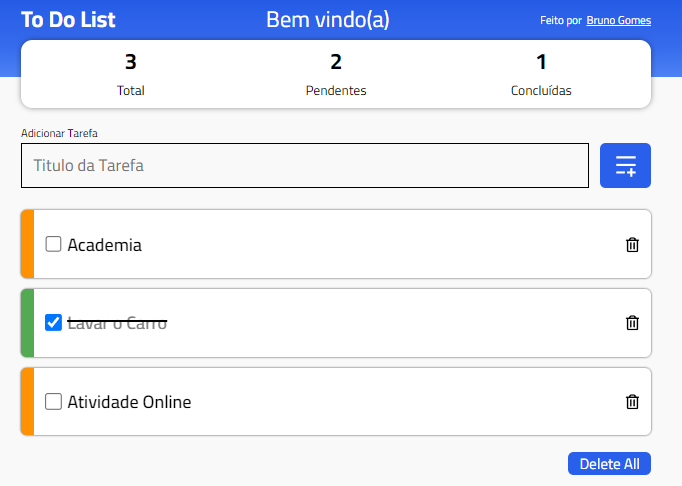 To Do List
Bem vindo(a)
Feito por Bruno Gomes
3
Total
2
Pendentes
1
Concluídas
Adicionar Tarefa
Titulo da Tarefa
Academia
Lavar o Carro
Atividade Online
Delete All